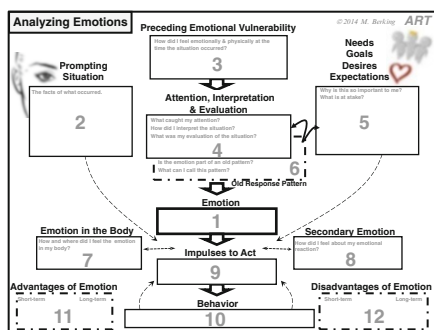 Analyzing Emotions
© 2014 M. Berking
ART
Preceding Emotional Vulnerability
How did I feel emotionally & physically at the
time the situation occurred?
3
Prompting
Situation
The facts of what occurred.
2
Attention, Interpretation
& Evaluation
What caught my attention?
How did I interpret the situation?
What was my evaluation of the situation?
4
Is the emotion part of an old pattern?
What can I call this pattern?
6
Old Response Pattern
Needs
Goals
Desires
Expectations
Why is this so important to me?
What is at stake?
5
Emotion
1
Emotion in the Body
How and where did I feel the emotion
in my body?
7
Secondary Emotion
How did I feel about my emotional
reaction?
8
Impulses to Act
9
Advantages of Emotion
Short-term Long-term
11
Behavior
10
Disadvantages of Emotion
Short-term Long-term
12